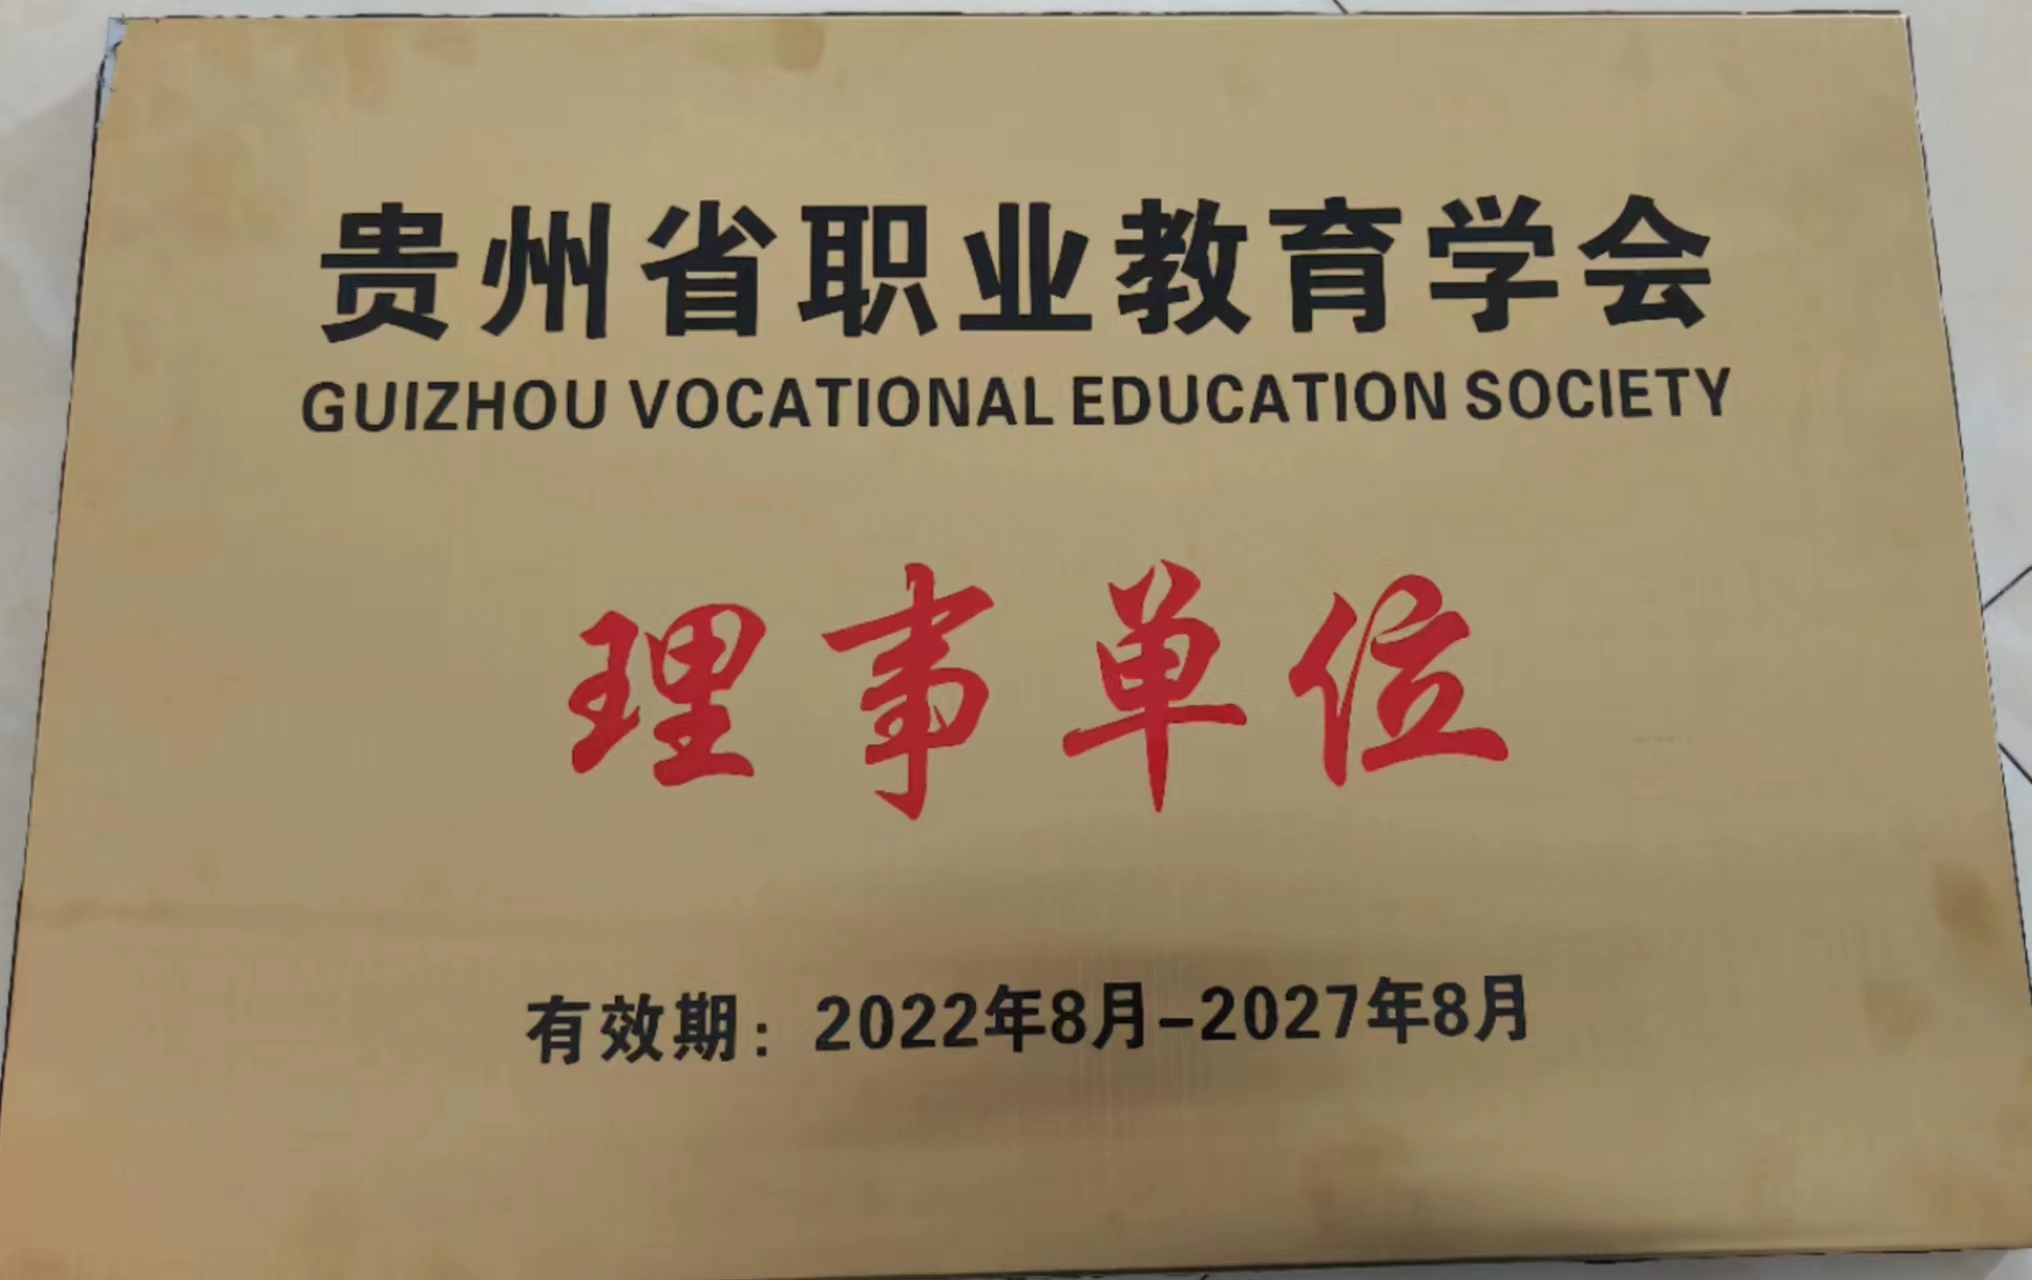 贵州省职业教育学会
GUIZHOU VOCATIONAL EDUCATION SOCIETY
理事单位
有效期：2022年8月-2027年8月